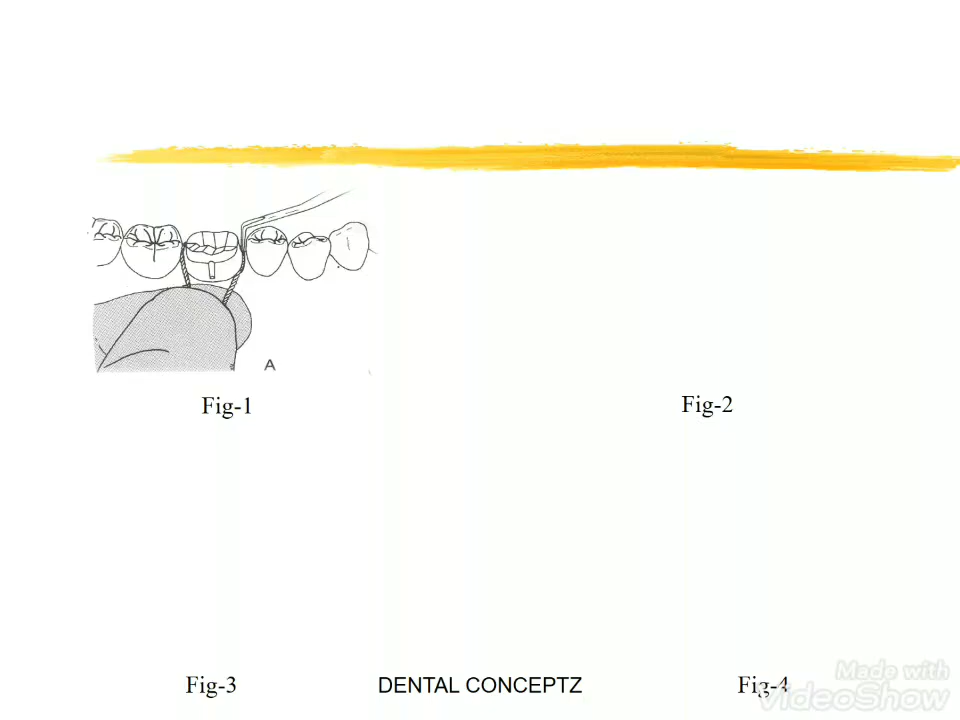 A
Fig-1
Fig-2
Fig-3
DENTAL CONCEPTZ
Fig-4
Made with
VideoShow